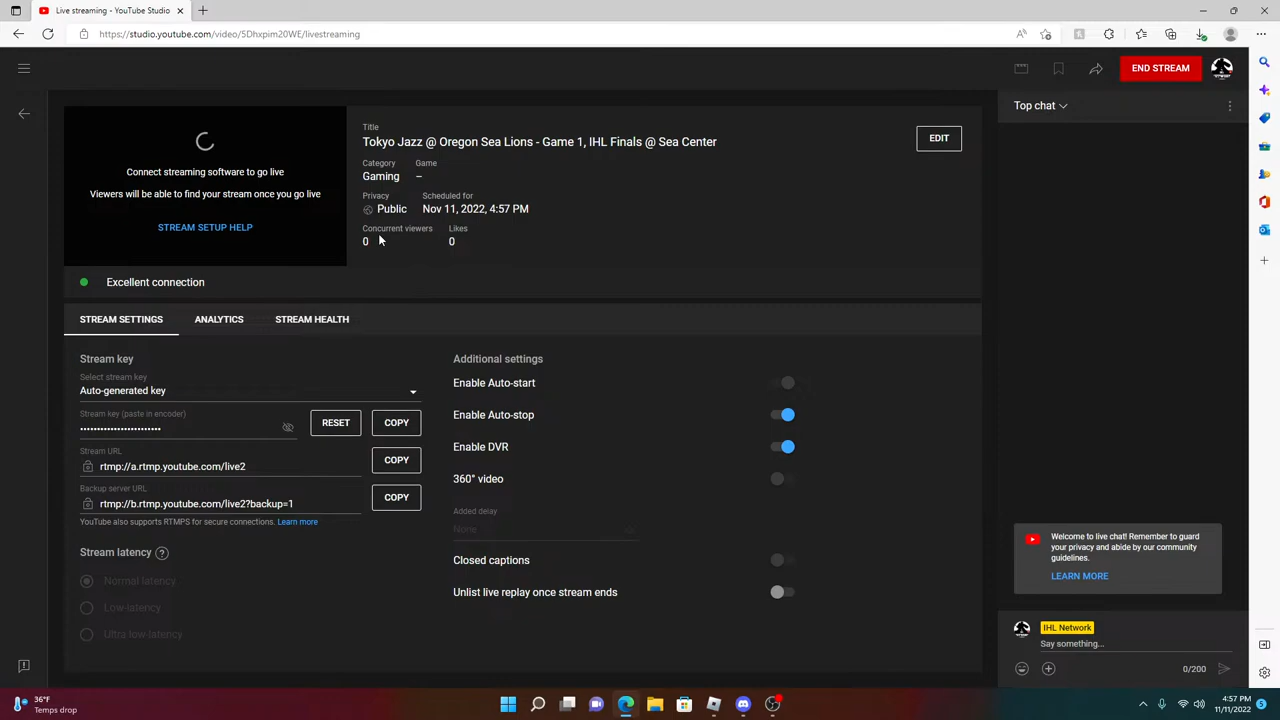 Live streaming - YouTube Studio
https://studio.youtube.com/video/5Dhxpim20WE/livestreaming
END STREAM
Connect streaming software to go live
Viewers will be able to find your stream once you go live
STREAM SETUP HELP
Title
Tokyo Jazz @ Oregon Sea Lions - Game 1, IHL Finals @ Sea Center
EDIT
Category Game
Gaming –
Privacy Scheduled for
Public Nov 11, 2022, 4:57 PM
Concurrent viewers Likes
0 0
Top chat
Excellent connection
STREAM SETTINGS ANALYTICS STREAM HEALTH
Stream key
Select stream key
Auto-generated key
Stream key (paste in encoder)
••••••••••••••••••••••••
RESET COPY
Stream URL
rtmp://a.rtmp.youtube.com/live2
COPY
Backup server URL
rtmp://b.rtmp.youtube.com/live2?backup=1
COPY
YouTube also supports RTMPS for secure connections. Learn more
Stream latency ?
Normal latency
Low-latency
Ultra low-latency
Additional settings
Enable Auto-start
Enable Auto-stop
Enable DVR
360° video
Added delay
None
Closed captions
Unlist live replay once stream ends
Welcome to live chat! Remember to guard
your privacy and abide by our community
guidelines.
LEARN MORE
IHL Network
Say something...
0/200
36°F
Temps drop
4:57 PM
11/11/2022